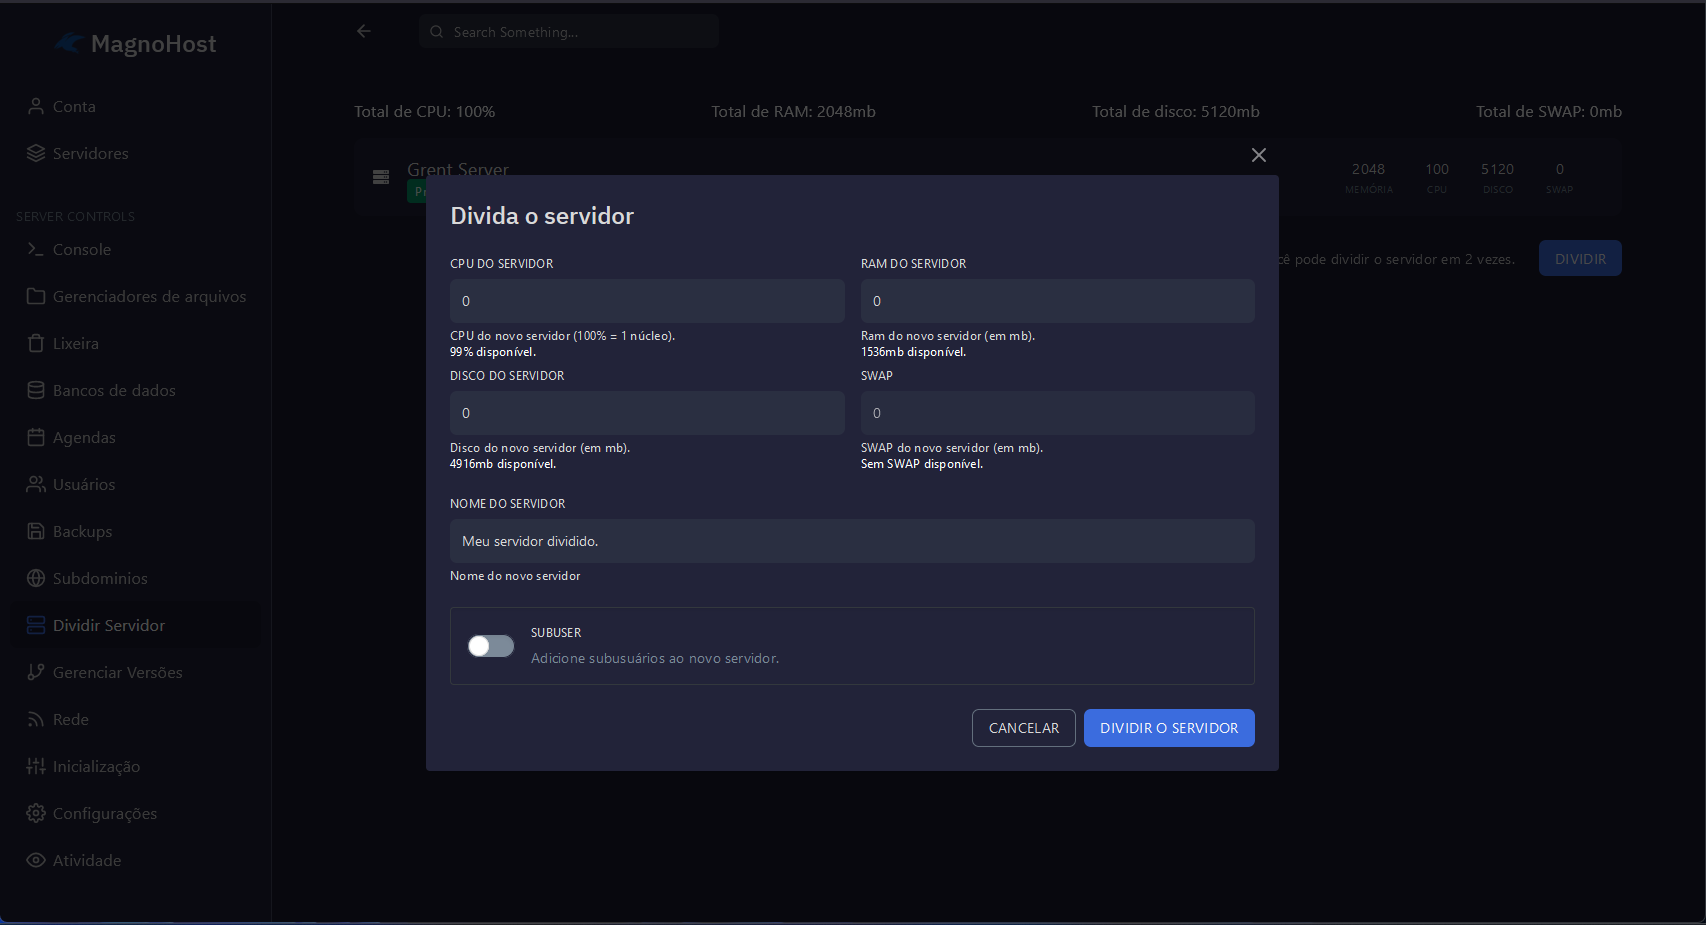 MagnoHost
Search Something...
Conta
Servidores
SERVER CONTROLS
Console
Gerenciadores de arquivos
Lixeira
Bancos de dados
Agendas
Usuários
Backups
Subdominios
Dividir Servidor
Gerenciar Versões
Rede
Inicialização
Configurações
Atividade
Total de CPU: 100%
Total de RAM: 2048mb
Total de disco: 5120mb
Total de SWAP: 0mb
Grent Server
2048
MEMÓRIA
100
CPU
5120
DISCO
0
SWAP
pode dividir o servidor em 2 vezes.
DIVIDIR
Divida o servidor
CPU DO SERVIDOR
0
CPU do novo servidor (100% = 1 núcleo).
99% disponível.
RAM DO SERVIDOR
0
Ram do novo servidor (em mb).
1536mb disponível.
DISCO DO SERVIDOR
0
Disco do novo servidor (em mb).
4916mb disponível.
SWAP
0
SWAP do novo servidor (em mb).
Sem SWAP disponível.
NOME DO SERVIDOR
Meu servidor dividido.
Nome do novo servidor
SUBUSER
Adicione subusuários ao novo servidor.
CANCELAR
DIVIDIR O SERVIDOR